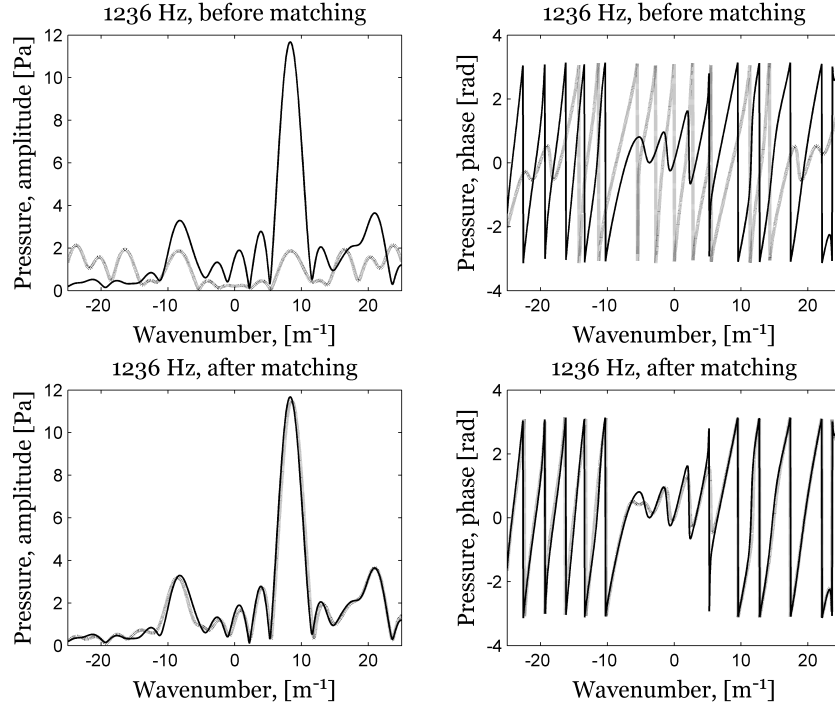 1236 Hz, before matching
Pressure, amplitude [Pa]
12
10
8
6
4
2
0
-20 -10 0 10 20
Wavenumber, [m⁻¹]
1236 Hz, before matching
Pressure, phase [rad]
4
2
0
-2
-4
-20 -10 0 10 20
Wavenumber, [m⁻¹]
1236 Hz, after matching
Pressure, amplitude [Pa]
12
10
8
6
4
2
0
-20 -10 0 10 20
Wavenumber, [m⁻¹]
1236 Hz, after matching
Pressure, phase [rad]
4
2
0
-2
-4
-20 -10 0 10 20
Wavenumber, [m⁻¹]